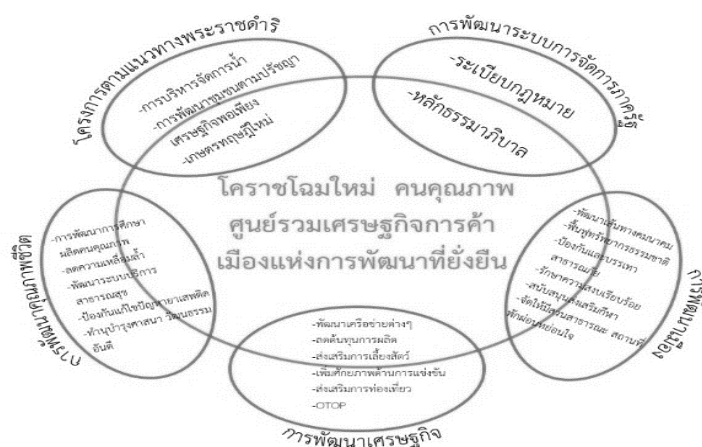 โครงการตามแนวทางพระราชดำริ
-การบริหารจัดการน้ำ
-การพัฒนาชุมชนตามปรัชญา
เศรษฐกิจพอเพียง
-เกษตรทฤษฎีใหม่
การพัฒนาระบบการจัดการภาครัฐ
-ระเบียบกฎหมาย
-หลักธรรมาภิบาล
โคราชโฉมใหม่ คนคุณภาพ
ศูนย์รวมเศรษฐกิจการค้า
เมืองแห่งการพัฒนาที่ยั่งยืน
การพัฒนาคุณภาพชีวิต
-การพัฒนาการศึกษา
ผลิตคนคุณภาพ
-ลดความเหลื่อมล้ำ
-พัฒนาระบบบริการ
สาธารณสุข
-ป้องกันแก้ไขปัญหายาเสพติด
-ทำนุบำรุงศาสนา วัฒนธรรม
อันดี
การพัฒนาเมือง
-พัฒนาเส้นทางคมนาคม
-ฟื้นฟูทรัพยากรธรรมชาติ
-ป้องกันและบรรเทา
สาธารณภัย
-รักษาความสงบเรียบร้อย
-สนับสนุนส่งเสริมกีฬา
-จัดให้มีสวนสาธารณะ สถานที่
พักผ่อนหย่อนใจ
-พัฒนาเครือข่ายต่างๆ
-ลดต้นทุนการผลิต
-ส่งเสริมการเลี้ยงสัตว์
-เพิ่มศักยภาพด้านการแข่งขัน
-ส่งเสริมการท่องเที่ยว
-OTOP
การพัฒนาเศรษฐกิจ